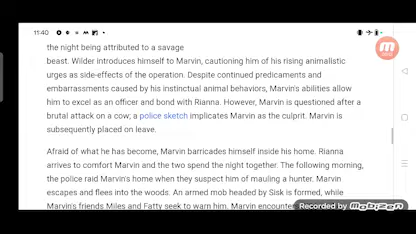 11:40
the night being attributed to a savage
beast. Wilder introduces himself to Marvin, cautioning him of his rising animalistic
urges as side-effects of the operation. Despite continued predicaments and
embarrassments caused by his instinctual animal behaviors, Marvin's abilities allow
him to excel as an officer and bond with Rianna. However, Marvin is questioned after a
brutal attack on a cow; a police sketch implicates Marvin as the culprit. Marvin is
subsequently placed on leave.
Afraid of what he has become, Marvin barricades himself inside his home. Rianna
arrives to comfort Marvin and the two spend the night together. The following morning,
the police raid Marvin's home when they suspect him of mauling a hunter. Marvin
escapes and flees into the woods. An armed mob headed by Sisk is formed, while
Marvin's friends Miles and Fatty seek to warn him. Marvin encounter
Recorded by Mobizen